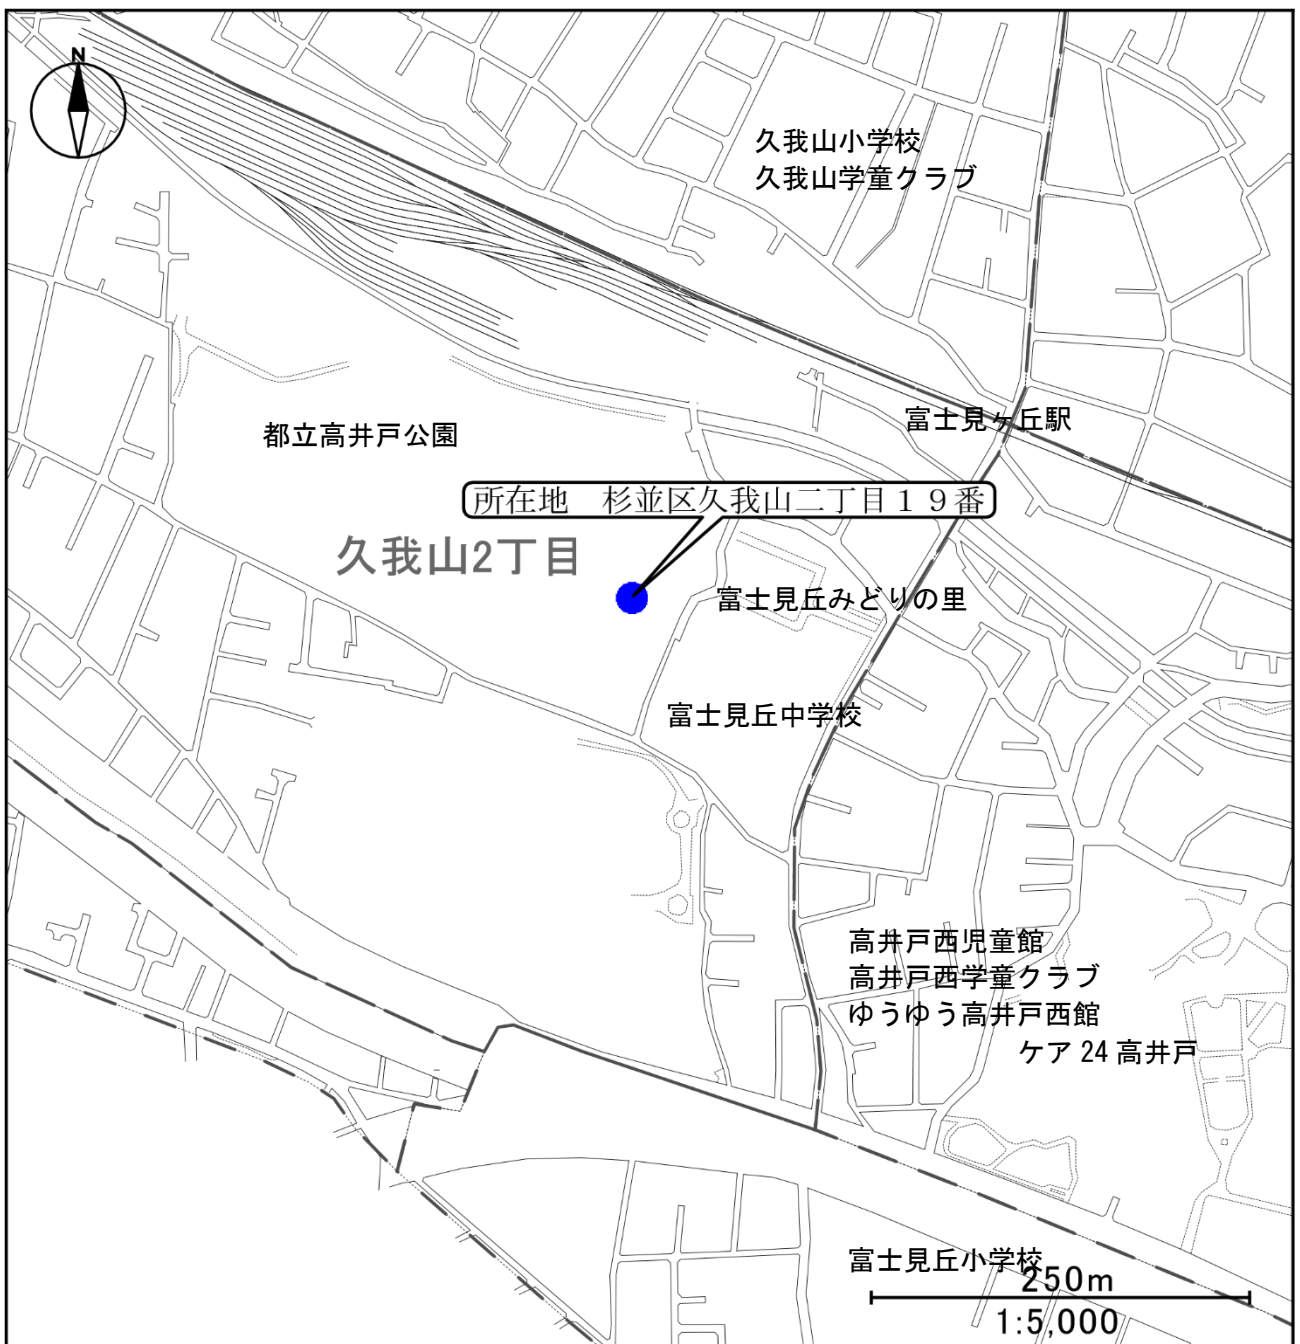 N
久我山小学校
久我山学童クラブ
富士見ヶ丘駅
都立高井戸公園
所在地　杉並区久我山二丁目１９番
久我山2丁目
富士見丘みどりの里
富士見丘中学校
高井戸西児童館
高井戸西学童クラブ
ゆうゆう高井戸西館
ケア 24 高井戸
富士見丘小学校
250m
1:5,000